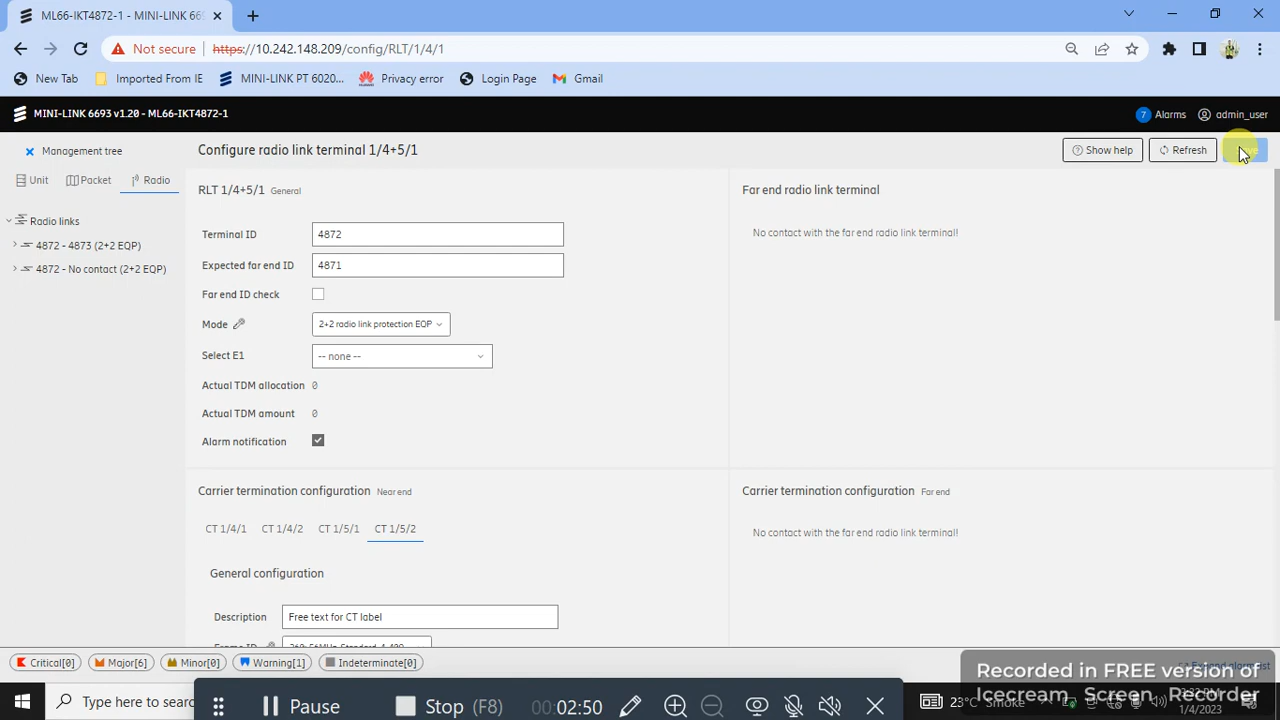 ML66-IKT4872-1 - MINI-LINK 669
Not secure https://10.242.148.209/config/RLT/1/4/1
New Tab Imported From IE MINI-LINK PT 6020... Privacy error Login Page Gmail
MINI-LINK 6693 v1.20 - ML66-IKT4872-1 7 Alarms admin_user
Management tree Configure radio link terminal 1/4+5/1 Show help Refresh
Unit Packet Radio
Radio links
4872 - 4873 (2+2 EQP)
4872 - No contact (2+2 EQP)
RLT 1/4+5/1 General
Terminal ID 4872
Expected far end ID 4871
Far end ID check
Mode 2+2 radio link protection EQP
Select E1 -- none --
Actual TDM allocation 0
Actual TDM amount 0
Alarm notification
Far end radio link terminal
No contact with the far end radio link terminal!
Carrier termination configuration Near end
CT 1/4/1 CT 1/4/2 CT 1/5/1 CT 1/5/2
General configuration
Description Free text for CT label
Frame ID
Carrier termination configuration Far end
No contact with the far end radio link terminal!
Critical[0] Major[6] Minor[0] Warning[1] Indeterminate[0] Expand alarm list
Recorded in FREE version of
Icecream Screen Recorder
Type here to sear
Pause Stop (F8) 00:02:50
23°C Smoke
1/4/2023